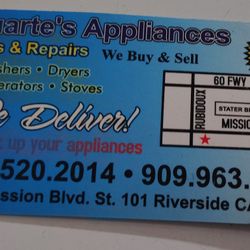 uarte's Appliances
s & Repairs
We Buy & Sell
shers • Dryers
erators • Stoves
60 FWY
RUBIDOUX
STATER B
MISSIO
e Deliver!
up your appliances
.520.2014 • 909.963.
ssion Blvd. St. 101 Riverside CA